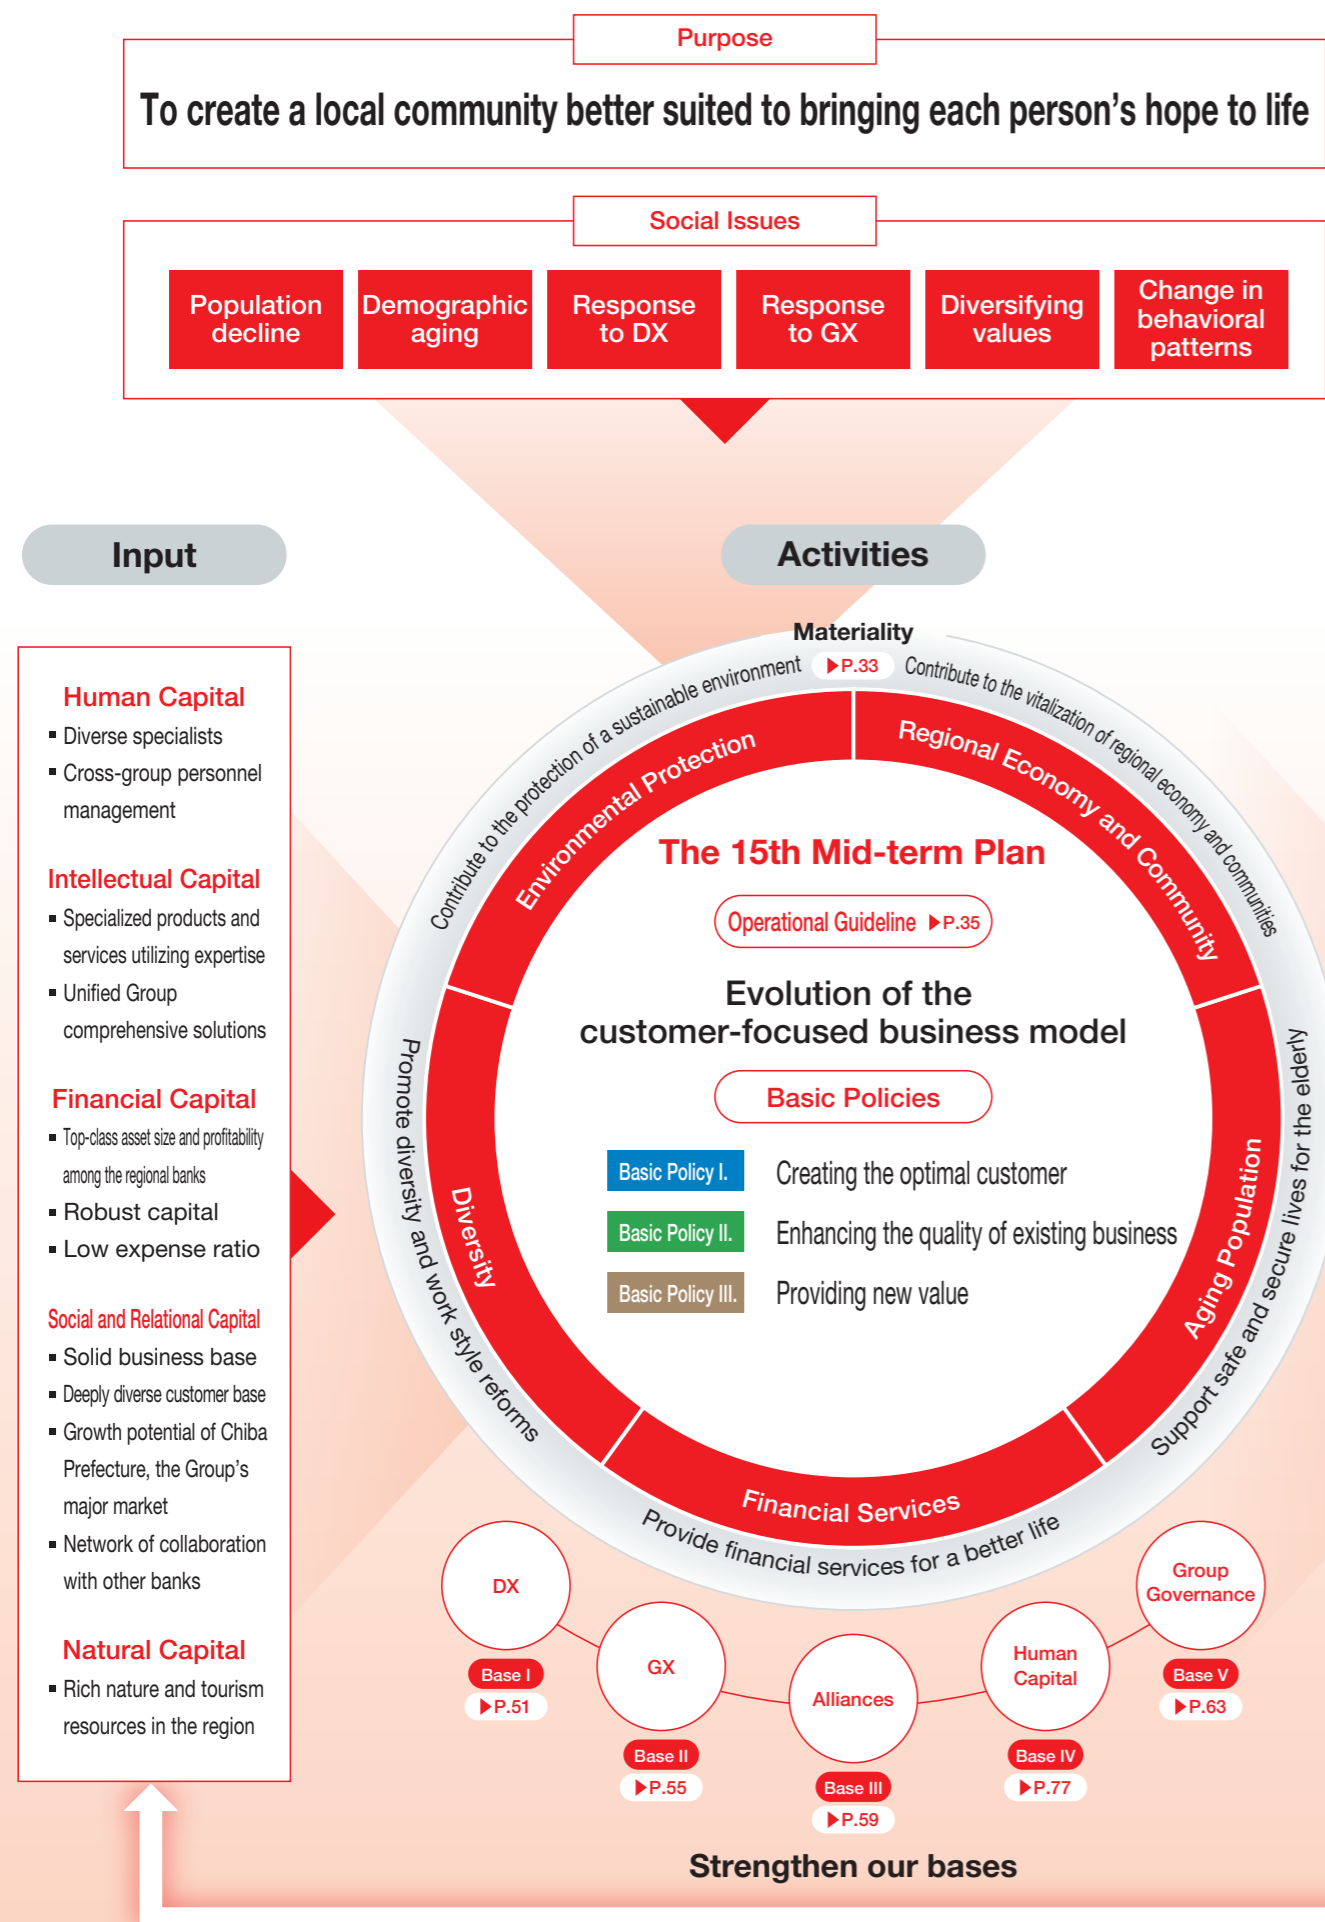 Purpose
To create a local community better suited to bringing each person's hope to life
Social Issues
Population
decline
Demographic
aging
Response
to DX
Response
to GX
Diversifying
values
Change in
behavioral
patterns
Input
Human Capital
▪ Diverse specialists
▪ Cross-group personnel
management
Intellectual Capital
▪ Specialized products and
services utilizing expertise
▪ Unified Group
comprehensive solutions
Financial Capital
▪ Top-class asset size and profitability
among the regional banks
▪ Robust capital
▪ Low expense ratio
Social and Relational Capital
▪ Solid business base
▪ Deeply diverse customer base
▪ Growth potential of Chiba
Prefecture, the Group's
major market
▪ Network of collaboration
with other banks
Natural Capital
▪ Rich nature and tourism
resources in the region
Activities
Materiality
▶P.33
Contribute to the protection of a sustainable environment
Contribute to the vitalization of regional economy and communities
Support safe and secure lives for the elderly
Provide financial services for a better life
Promote diversity and work style reforms
Environmental Protection
Regional Economy and Community
Aging Population
Financial Services
Diversity
The 15th Mid-term Plan
Operational Guideline ▶P.35
Evolution of the
customer-focused business model
Basic Policies
Basic Policy I. Creating the optimal customer
Basic Policy II. Enhancing the quality of existing business
Basic Policy III. Providing new value
DX
Base I
▶P.51
GX
Base II
▶P.55
Alliances
Base III
▶P.59
Human
Capital
Base IV
▶P.77
Group
Governance
Base V
▶P.63
Strengthen our bases